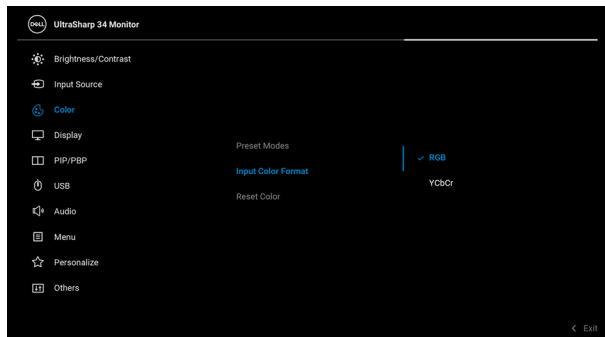 DELL UltraSharp 34 Monitor
Brightness/Contrast
Input Source
Color
Display
PIP/PBP
USB
Audio
Menu
Personalize
Others
Preset Modes
Input Color Format
Reset Color
RGB
YCbCr
Exit